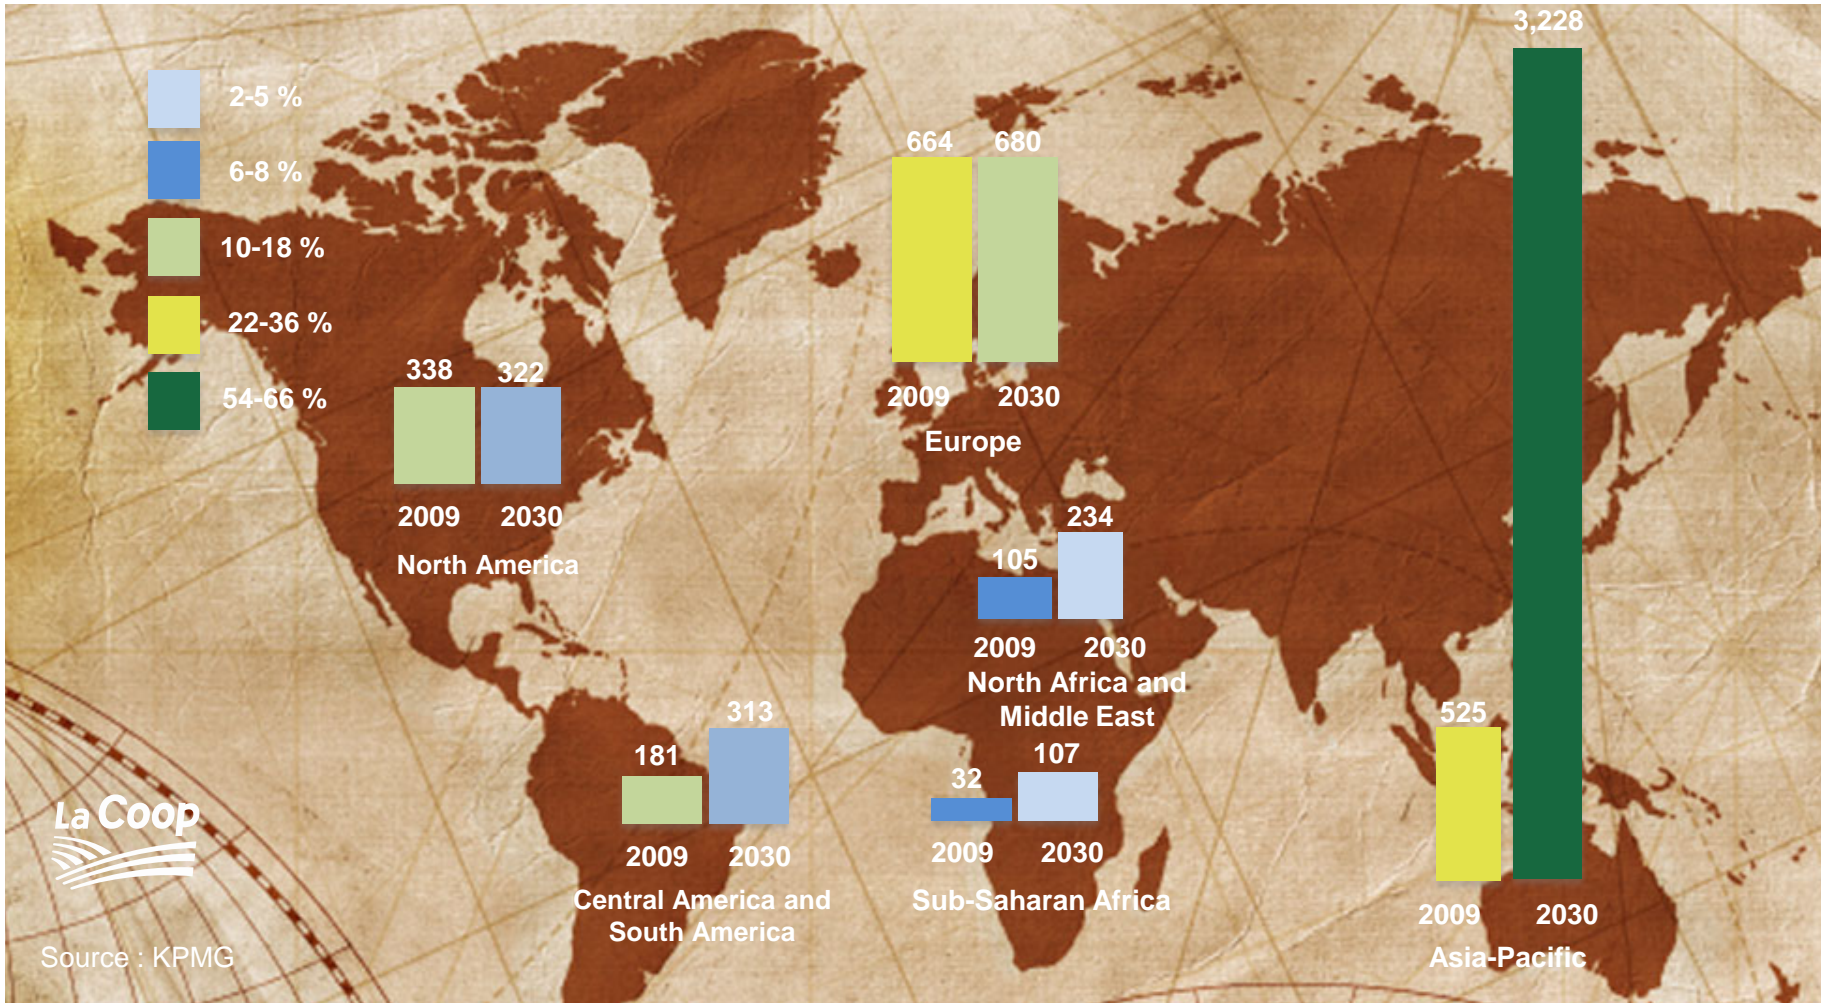 3,228
2-5 %
6-8 %
10-18 %
22-36 %
54-66 %
664 680
2009 2030
Europe
338 322
2009 2030
North America
234
105
2009 2030
North Africa and
Middle East
313
181
2009 2030
Central America and
South America
107
32
2009 2030
Sub-Saharan Africa
525
2009 2030
Asia-Pacific
La Coop
Source : KPMG